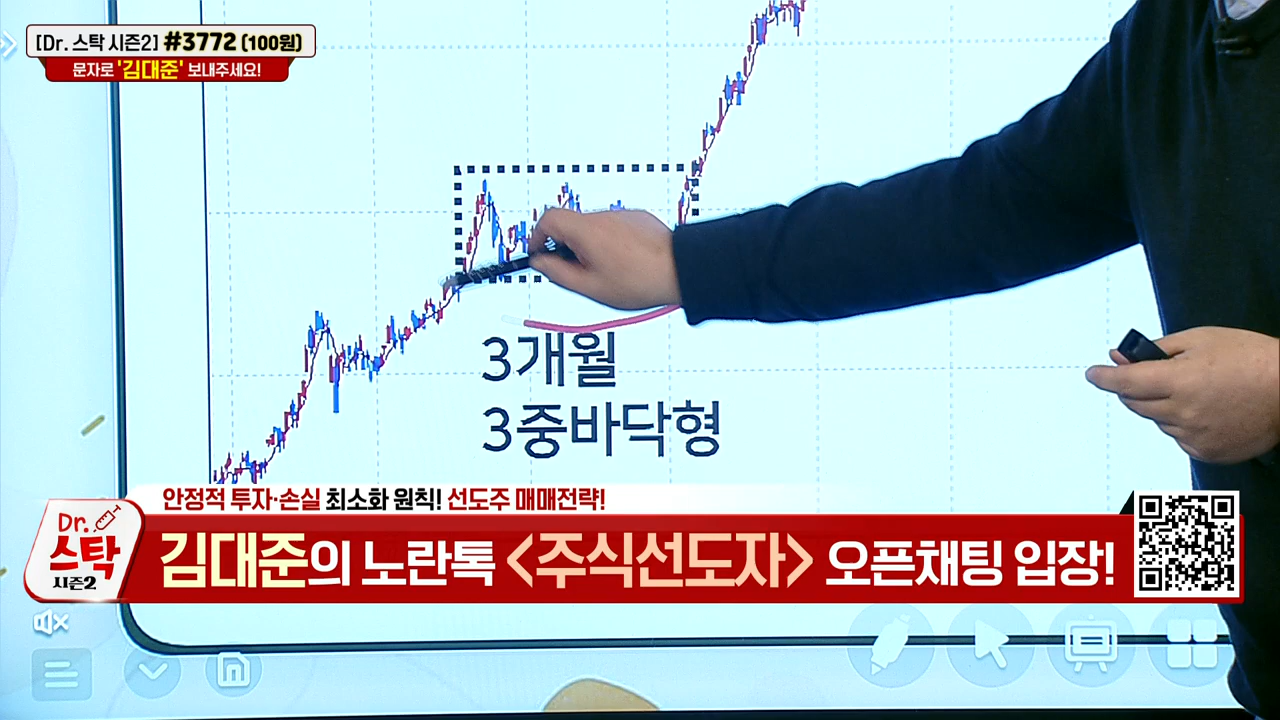 [Dr. 스탁 시즌2] #3772 (100원)
문자로 '김대준' 보내주세요!
3개월
3중바닥형
안정적 투자·손실 최소화 원칙! 선도주 매매전략!
Dr.
스탁
시즌2
김대준의 노란톡 <주식선도자> 오픈채팅 입장!